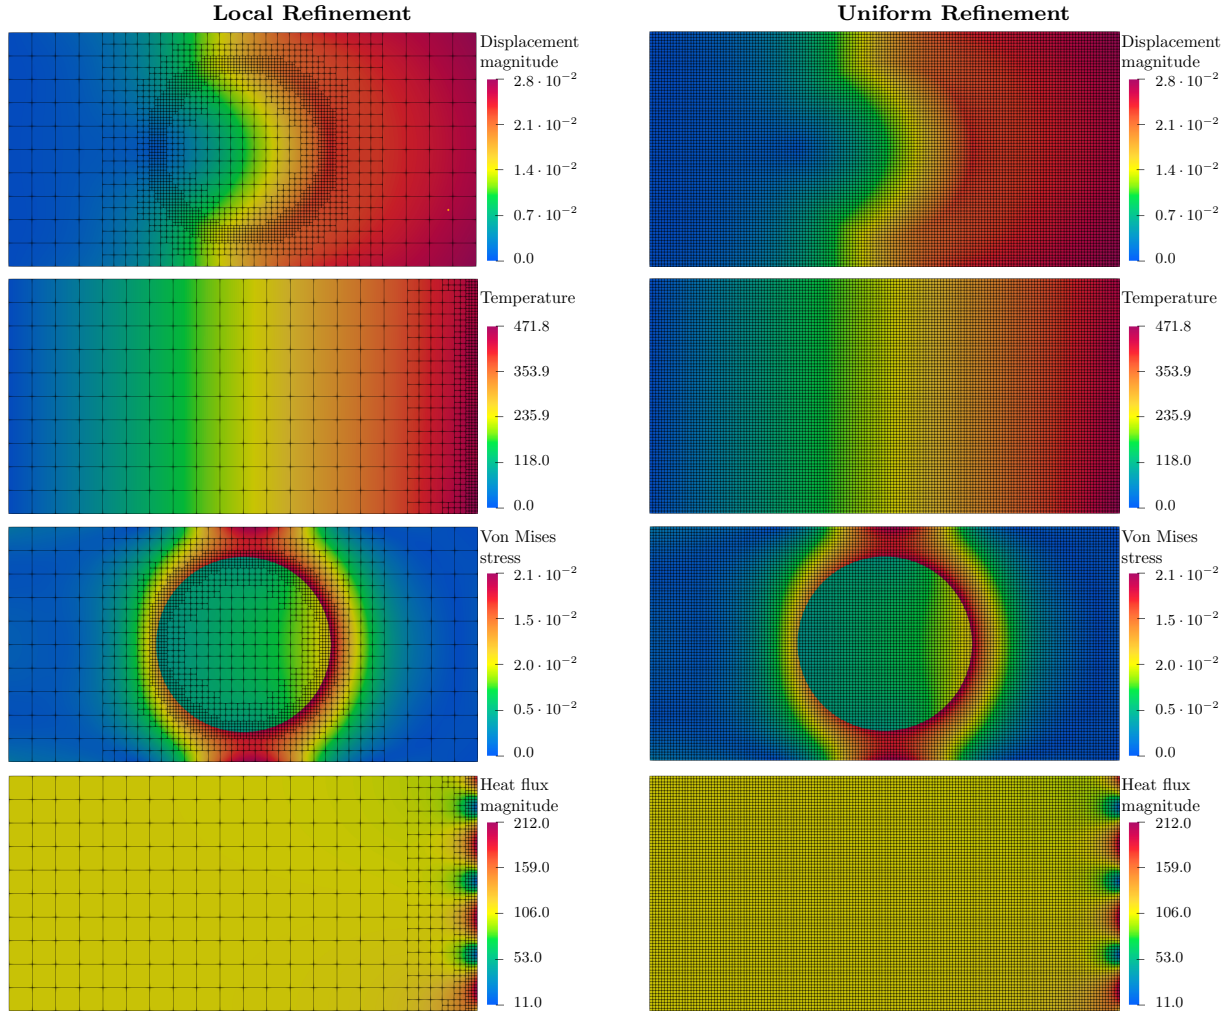 Local Refinement
Uniform Refinement
Displacement
magnitude
2.8 · 10⁻²
2.1 · 10⁻²
1.4 · 10⁻²
0.7 · 10⁻²
0.0
Displacement
magnitude
2.8 · 10⁻²
2.1 · 10⁻²
1.4 · 10⁻²
0.7 · 10⁻²
0.0
Temperature
471.8
353.9
235.9
118.0
0.0
Temperature
471.8
353.9
235.9
118.0
0.0
Von Mises
stress
2.1 · 10⁻²
1.5 · 10⁻²
2.0 · 10⁻²
0.5 · 10⁻²
0.0
Von Mises
stress
2.1 · 10⁻²
1.5 · 10⁻²
2.0 · 10⁻²
0.5 · 10⁻²
0.0
Heat flux
magnitude
212.0
159.0
106.0
53.0
11.0
Heat flux
magnitude
212.0
159.0
106.0
53.0
11.0